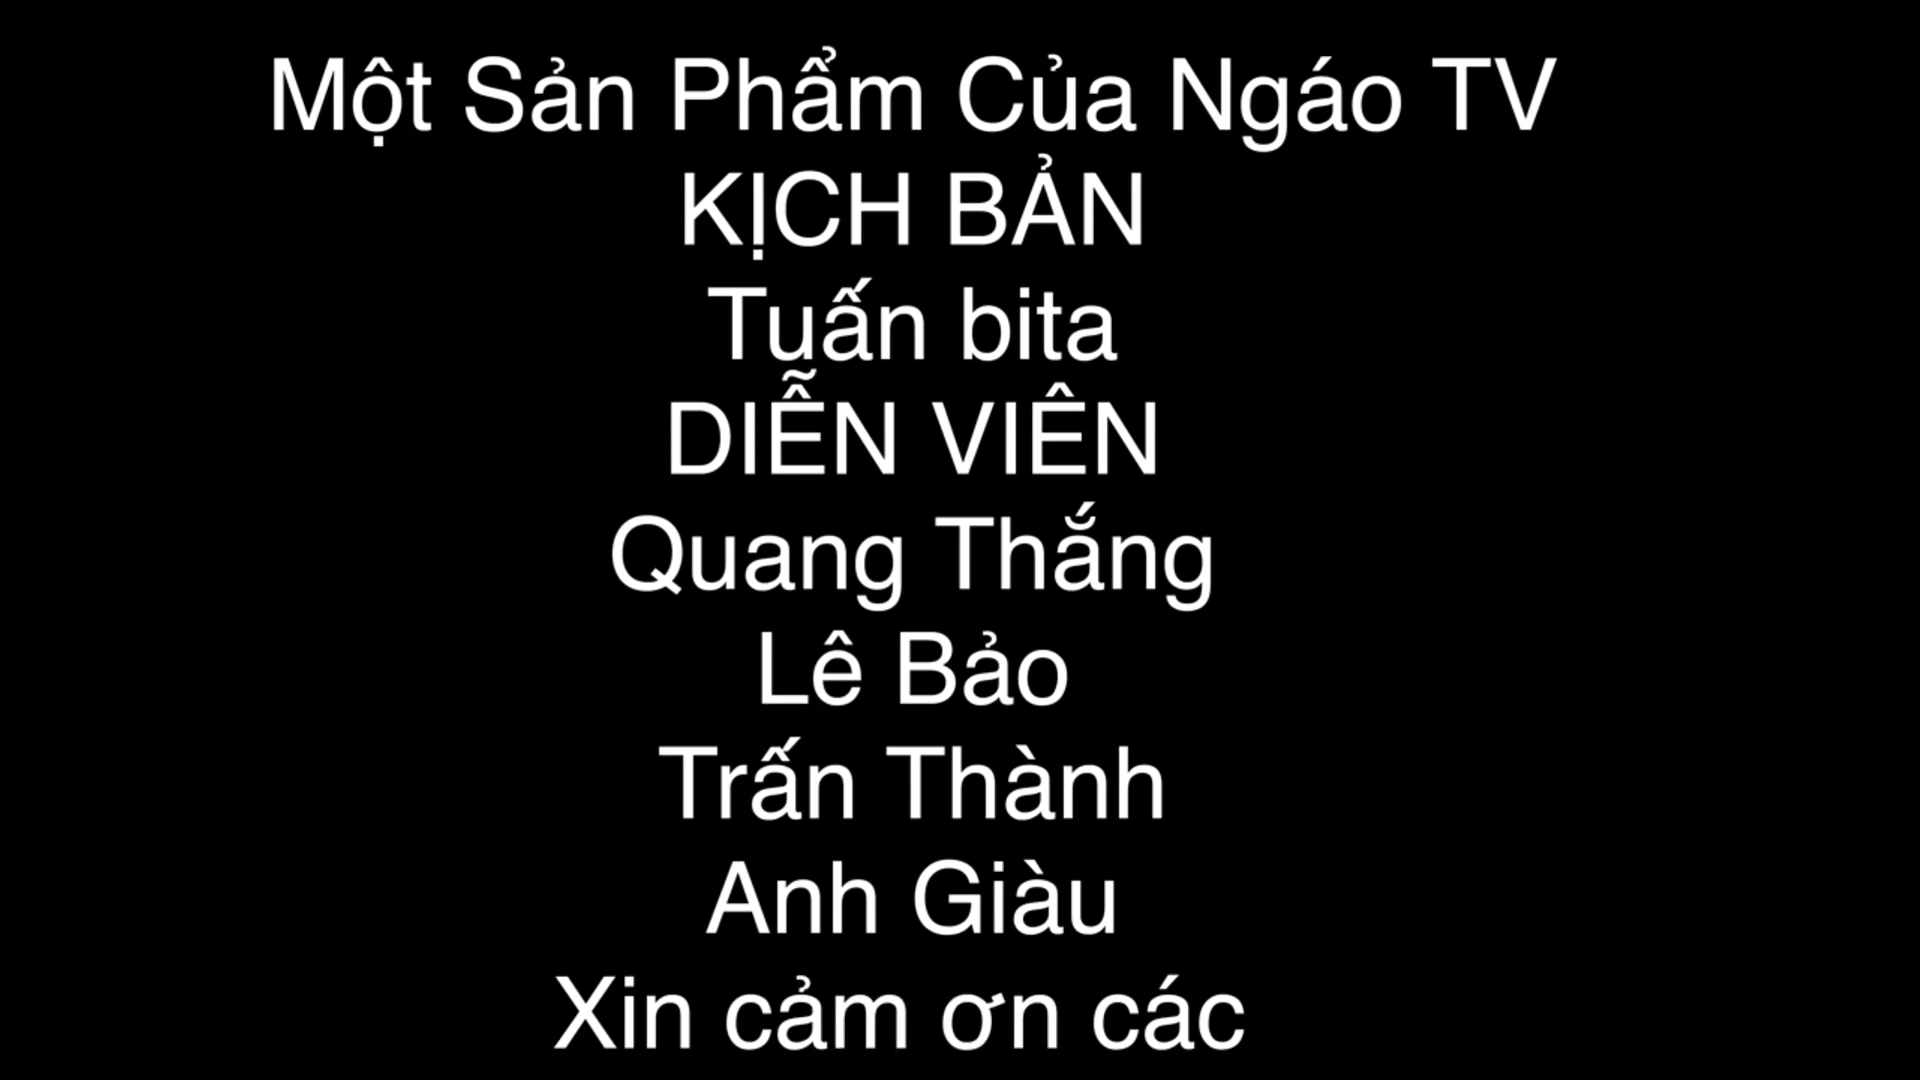 Một Sản Phẩm Của Ngáo TV
KỊCH BẢN
Tuấn bita
DIỄN VIÊN
Quang Thắng
Lê Bảo
Trấn Thành
Anh Giàu
Xin cảm ơn các